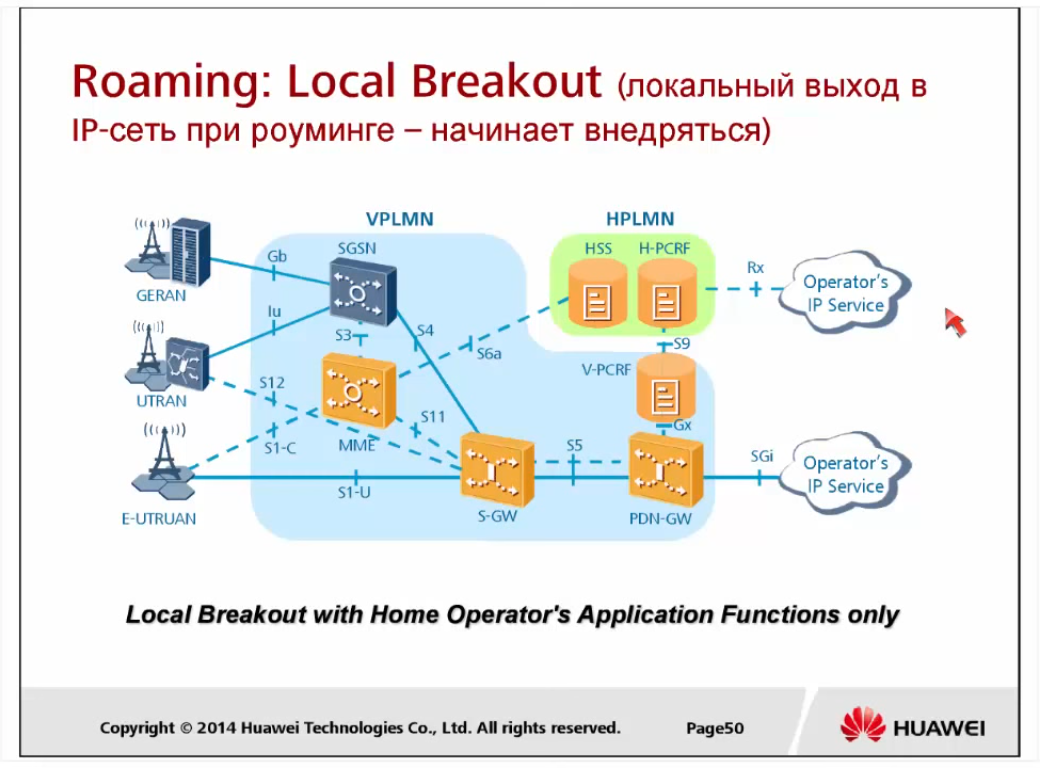 Roaming: Local Breakout (локальный выход в
IP-сеть при роуминге – начинает внедряться)
VPLMN
HPLMN
SGSN
HSS
H-PCRF
Gb
Rx
Operator's
IP Service
GERAN
Iu
S3
S4
S6a
S9
V-PCRF
UTRAN
S12
S11
Gx
S1-C
MME
S5
SGi
Operator's
IP Service
S1-U
E-UTRUAN
S-GW
PDN-GW
Local Breakout with Home Operator's Application Functions only
Copyright © 2014 Huawei Technologies Co., Ltd. All rights reserved.
Page50
HUAWEI